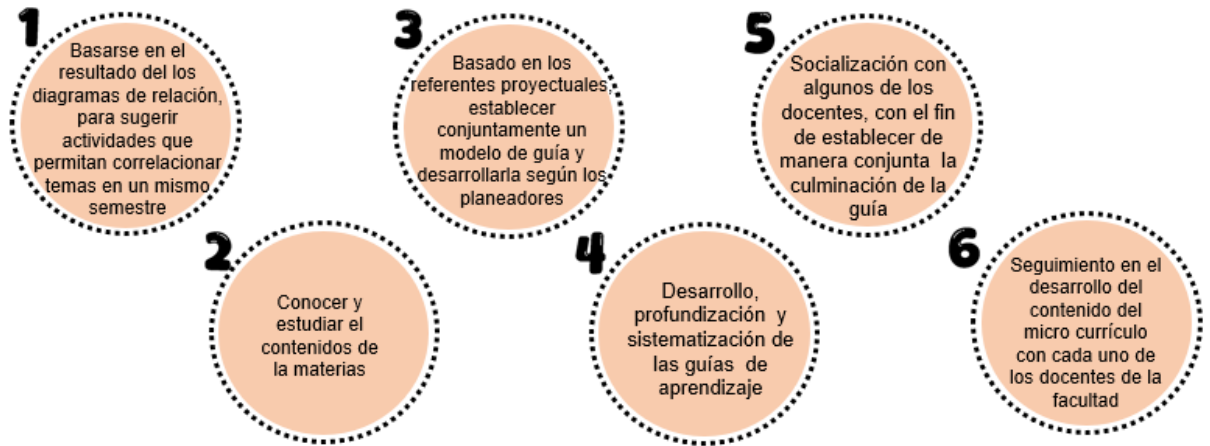 1
Basarse en el
resultado del los
diagramas de relación,
para sugerir
actividades que
permitan correlacionar
temas en un mismo
semestre
2
Conocer y
estudiar el
contenidos de
la materias
3
Basado en los
referentes proyectuales,
establecer
conjuntamente un
modelo de guía y
desarrollarla según los
planeadores
4
Desarrollo,
profundización y
sistematización de
las guías de
aprendizaje
5
Socialización con
algunos de los
docentes, con el fin
de establecer de
manera conjunta la
culminación de la
guía
6
Seguimiento en el
desarrollo del
contenido del
micro currículo
con cada uno de
los docentes de la
facultad